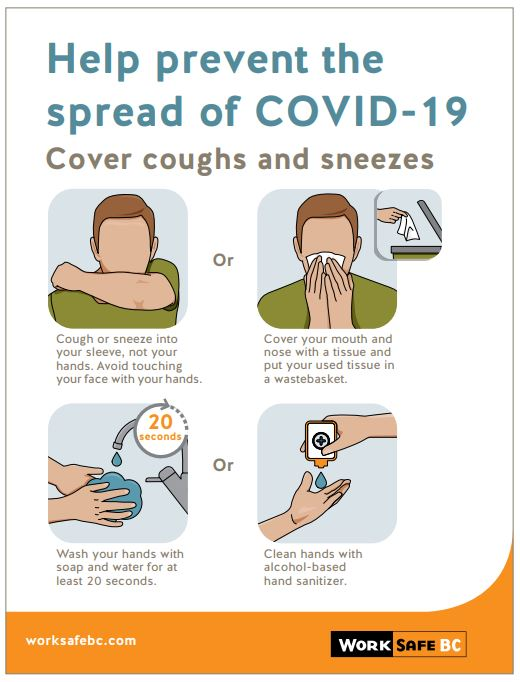 Help prevent the
spread of COVID-19
Cover coughs and sneezes
Or
Cough or sneeze into
your sleeve, not your
hands. Avoid touching
your face with your hands.
Cover your mouth and
nose with a tissue and
put your used tissue in
a wastebasket.
20
seconds
Or
Wash your hands with
soap and water for at
least 20 seconds.
Clean hands with
alcohol-based
hand sanitizer.
worksafebc.com
WORK SAFE BC